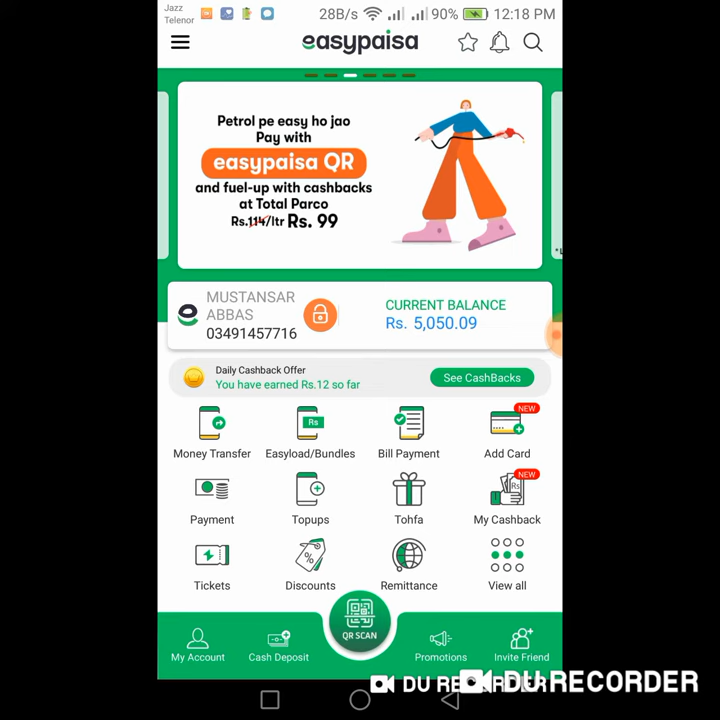 Jazz
Telenor
28B/s
90%
12:18 PM
easypaisa
Petrol pe easy ho jao
Pay with
easypaisa QR
and fuel-up with cashbacks
at Total Parco
Rs.114/ltr Rs. 99
MUSTANSAR
ABBAS
03491457716
CURRENT BALANCE
Rs. 5,050.09
Daily Cashback Offer
You have earned Rs.12 so far
See CashBacks
NEW
Rs
Money Transfer Easyload/Bundles Bill Payment Add Card
NEW
Rs
Payment Topups Tohfa My Cashback
%
Tickets Discounts Remittance View all
QR SCAN
My Account Cash Deposit Promotions Invite Friend
DU RE
DU RECORDER